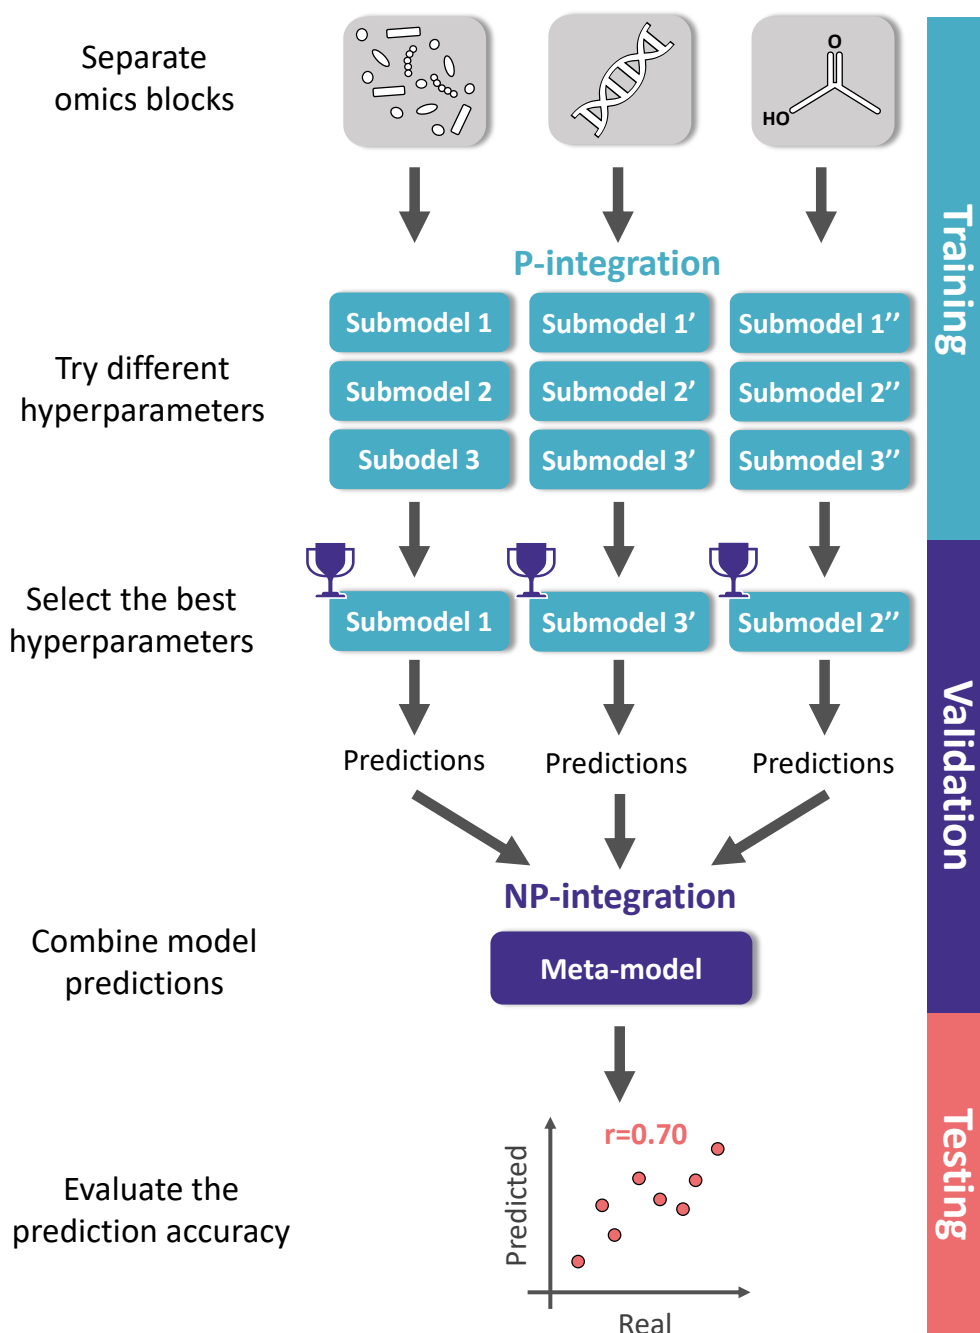 Separate
omics blocks
O
HO
Training
P-integration
Submodel 1
Submodel 1’
Submodel 1’’
Try different
hyperparameters
Submodel 2
Submodel 2’
Submodel 2’’
Subodel 3
Submodel 3’
Submodel 3’’
Select the best
hyperparameters
Submodel 1
Submodel 3’
Submodel 2’’
Validation
Predictions
Predictions
Predictions
NP-integration
Combine model
predictions
Meta-model
Testing
r=0.70
Evaluate the
prediction accuracy
Predicted
Real